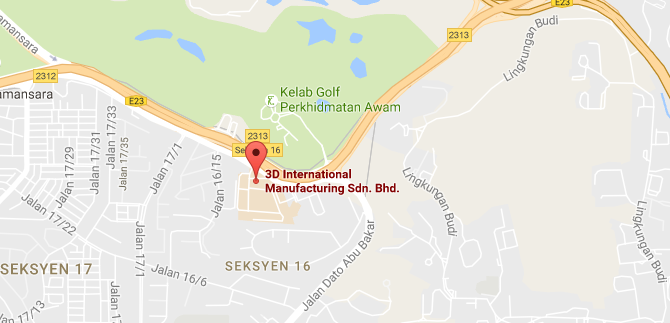 amansara
2312
amansara
E23
E23
Lingkungan Budi
2313
Kelab Golf
Perkhidmatan Awam
2313
Jalan 17/29
Jalan 17/31
Jalan 17/33
Jalan 17/35
Jalan 17/1
Jalan 16/15
3D International
Manufacturing Sdn. Bhd.
Jalan 17/22
Jalan 17/1
Lingkungan Budi
Lingkungan Budi
SEKSYEN 17
Jalan 16/6
SEKSYEN 16
Jalan Dato Abu Bakar
Jalan 17/13
Jalan 17